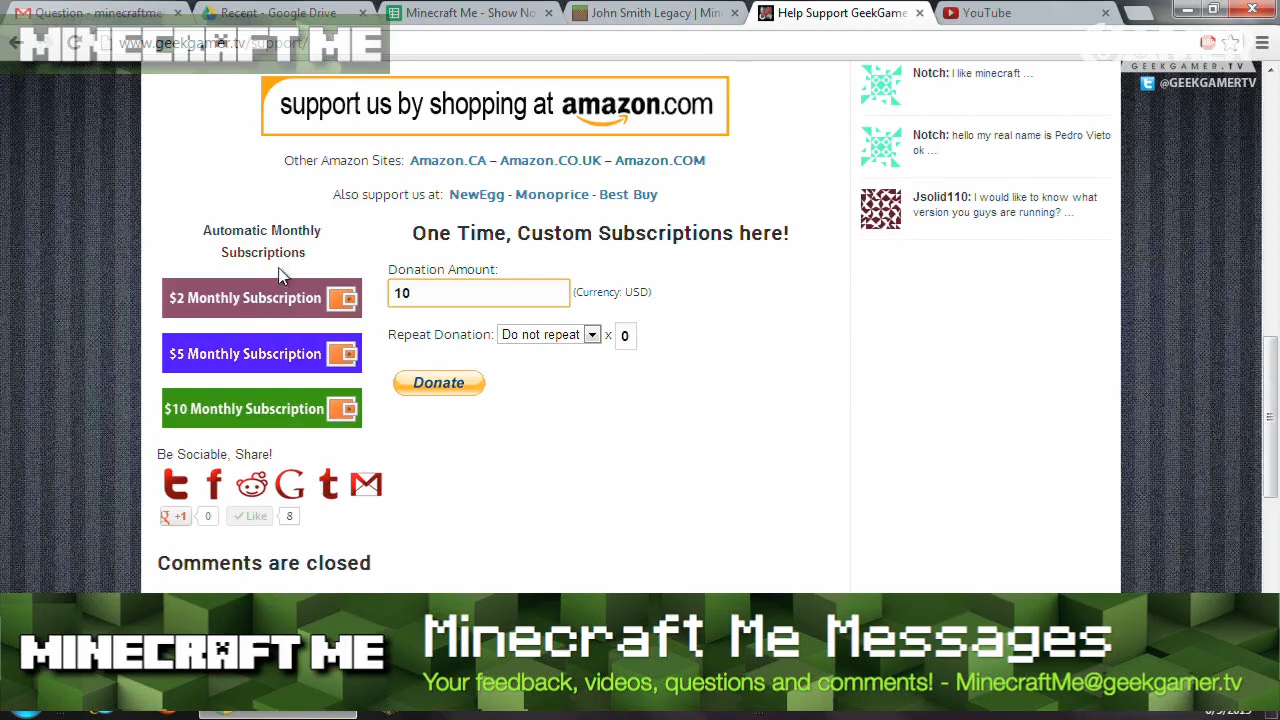 Question - minecraftme
Recent - Google Drive
Minecraft Me - Show No
John Smith Legacy | Min
Help Support GeekGame
YouTube
www.geekgamer.tv/support/
MINECRAFT ME
GEEKGAMER.TV
@GEEKGAMERTV
support us by shopping at amazon.com
Other Amazon Sites: Amazon.CA – Amazon.CO.UK – Amazon.COM
Also support us at: NewEgg - Monoprice - Best Buy
Automatic Monthly
Subscriptions
$2 Monthly Subscription
$5 Monthly Subscription
$10 Monthly Subscription
One Time, Custom Subscriptions here!
Donation Amount:
10
(Currency: USD)
Repeat Donation: Do not repeat x 0
Donate
Notch: I like minecraft ...
Notch: hello my real name is Pedro Vieto
ok ...
Jsolid110: I would like to know what
version you guys are running? ...
Be Sociable, Share!
+1 0 Like 8
Comments are closed
MINECRAFT ME
Minecraft Me Messages
Your feedback, videos, questions and comments! - MinecraftMe@geekgamer.tv